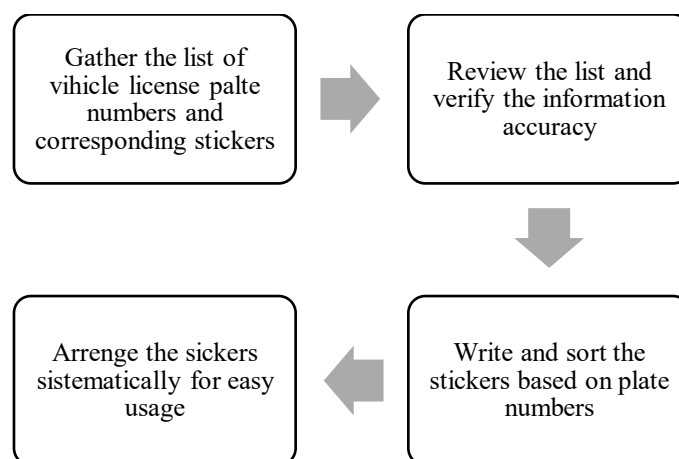 Gather the list of
vihicle license palte
numbers and
corresponding stickers
Review the list and
verify the information
accuracy
Write and sort the
stickers based on plate
numbers
Arrenge the sickers
sistematically for easy
usage